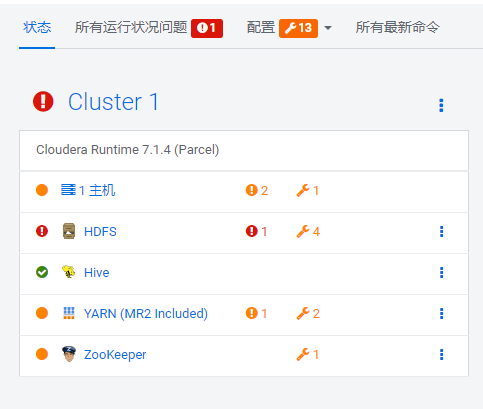 状态 所有运行状况问题 1 配置 13 所有最新命令
Cluster 1
Cloudera Runtime 7.1.4 (Parcel)
1 主机 2 1
HDFS 1 4
Hive
YARN (MR2 Included) 1 2
ZooKeeper 1